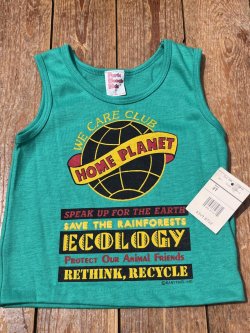 WE CARE CLUB
HOME PLANET
SPEAK UP FOR THE EARTH
SAVE THE RAINFORESTS
ECOLOGY
PROTECT OUR ANIMAL FRIENDS
RETHINK, RECYCLE